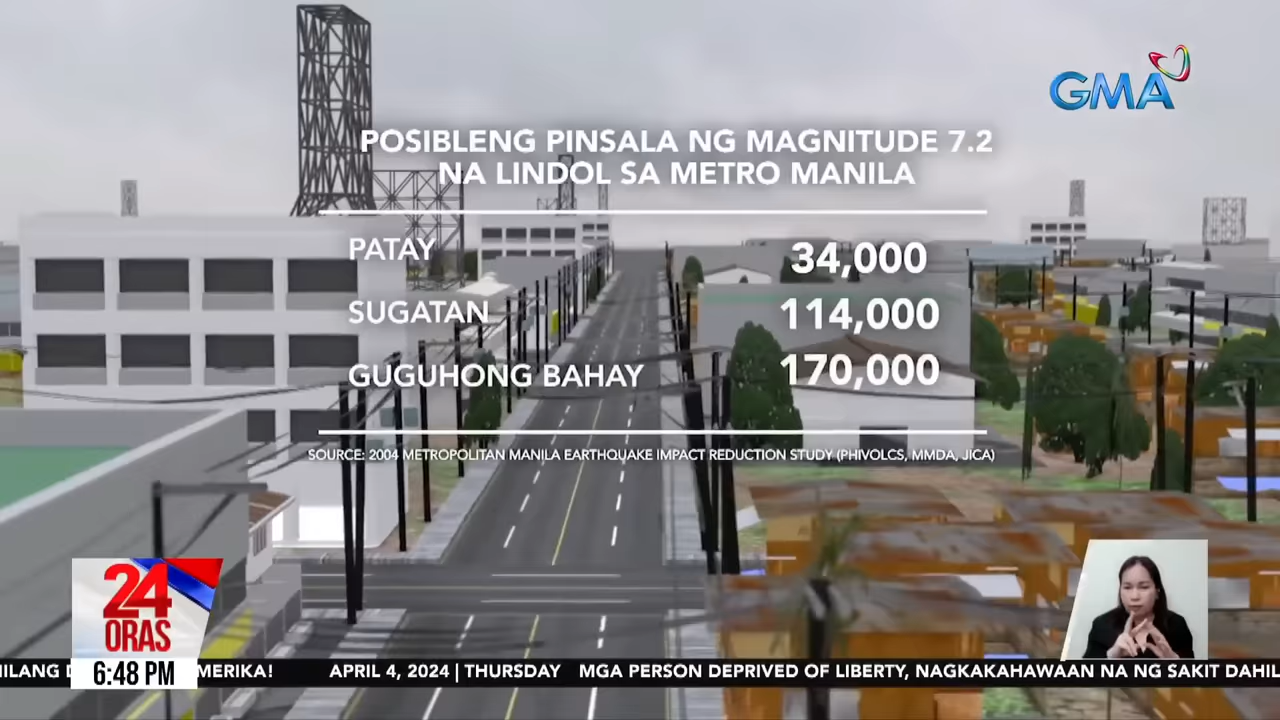 GMA
POSIBLENG PINSALA NG MAGNITUDE 7.2
NA LINDOL SA METRO MANILA
PATAY 34,000
SUGATAN 114,000
GUGUHONG BAHAY 170,000
SOURCE: 2004 METROPOLITAN MANILA EARTHQUAKE IMPACT REDUCTION STUDY (PHIVOLCS, MMDA, JICA)
24
ORAS
6:48 PM
APRIL 4, 2024 | THURSDAY MGA PERSON DEPRIVED OF LIBERTY, NAGKAKAHAWAAN NA NG SAKIT DAHIL